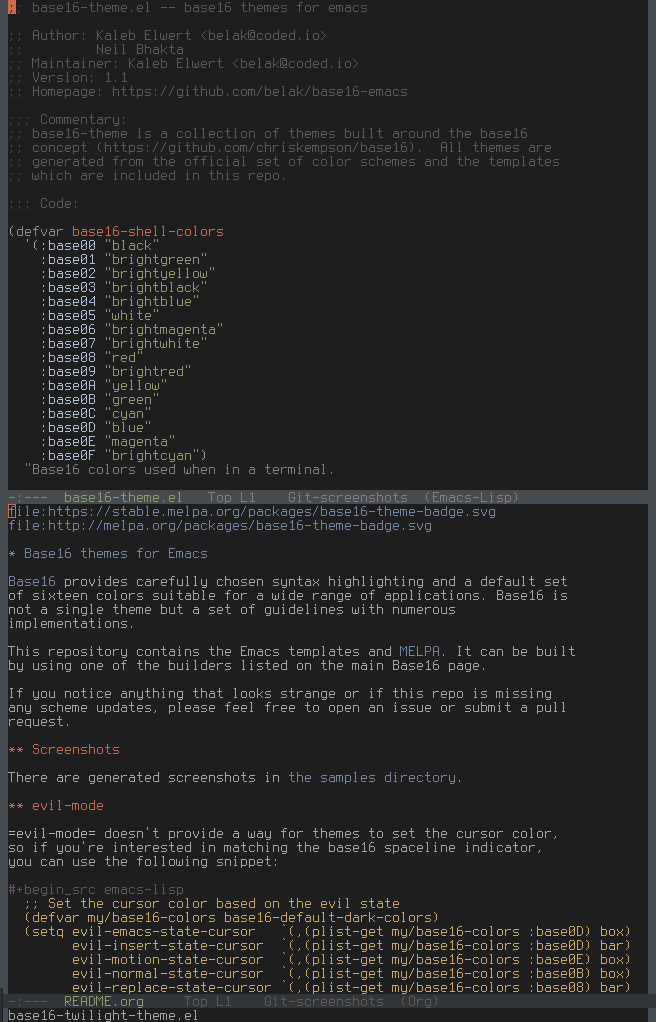 ;; base16-theme.el -- base16 themes for emacs
;; Author: Kaleb Elwert <belak@coded.io>
;;         Neil Bhakta
;; Maintainer: Kaleb Elwert <belak@coded.io>
;; Version: 1.1
;; Homepage: https://github.com/belak/base16-emacs
;;; Commentary:
;; base16-theme is a collection of themes built around the base16
;; concept (https://github.com/chriskempson/base16).  All themes are
;; generated from the official set of color schemes and the templates
;; which are included in this repo.
;;; Code:
(defvar base16-shell-colors
  '(:base00 "black"
    :base01 "brightgreen"
    :base02 "brightyellow"
    :base03 "brightblack"
    :base04 "brightblue"
    :base05 "white"
    :base06 "brightmagenta"
    :base07 "brightwhite"
    :base08 "red"
    :base09 "brightred"
    :base0A "yellow"
    :base0B "green"
    :base0C "cyan"
    :base0D "blue"
    :base0E "magenta"
    :base0F "brightcyan")
  "Base16 colors used when in a terminal.
-:---  base16-theme.el   Top L1    Git-screenshots  (Emacs-Lisp)
file:https://stable.melpa.org/packages/base16-theme-badge.svg
file:http://melpa.org/packages/base16-theme-badge.svg
* Base16 themes for Emacs
Base16 provides carefully chosen syntax highlighting and a default set
of sixteen colors suitable for a wide range of applications. Base16 is
not a single theme but a set of guidelines with numerous
implementations.
This repository contains the Emacs templates and MELPA. It can be built
by using one of the builders listed on the main Base16 page.
If you notice anything that looks strange or if this repo is missing
any scheme updates, please feel free to open an issue or submit a pull
request.
** Screenshots
There are generated screenshots in the samples directory.
** evil-mode
=evil-mode= doesn't provide a way for themes to set the cursor color,
so if you're interested in matching the base16 spaceline indicator,
you can use the following snippet:
#+begin_src emacs-lisp
  ;; Set the cursor color based on the evil state
  (defvar my/base16-colors base16-default-dark-colors)
  (setq evil-emacs-state-cursor   `(,(plist-get my/base16-colors :base0D) box)
        evil-insert-state-cursor  `(,(plist-get my/base16-colors :base0D) bar)
        evil-motion-state-cursor  `(,(plist-get my/base16-colors :base0E) box)
        evil-normal-state-cursor  `(,(plist-get my/base16-colors :base0B) box)
        evil-replace-state-cursor `(,(plist-get my/base16-colors :base08) bar)
-:---  README.org     Top L1    Git-screenshots  (Org)
base16-twilight-theme.el